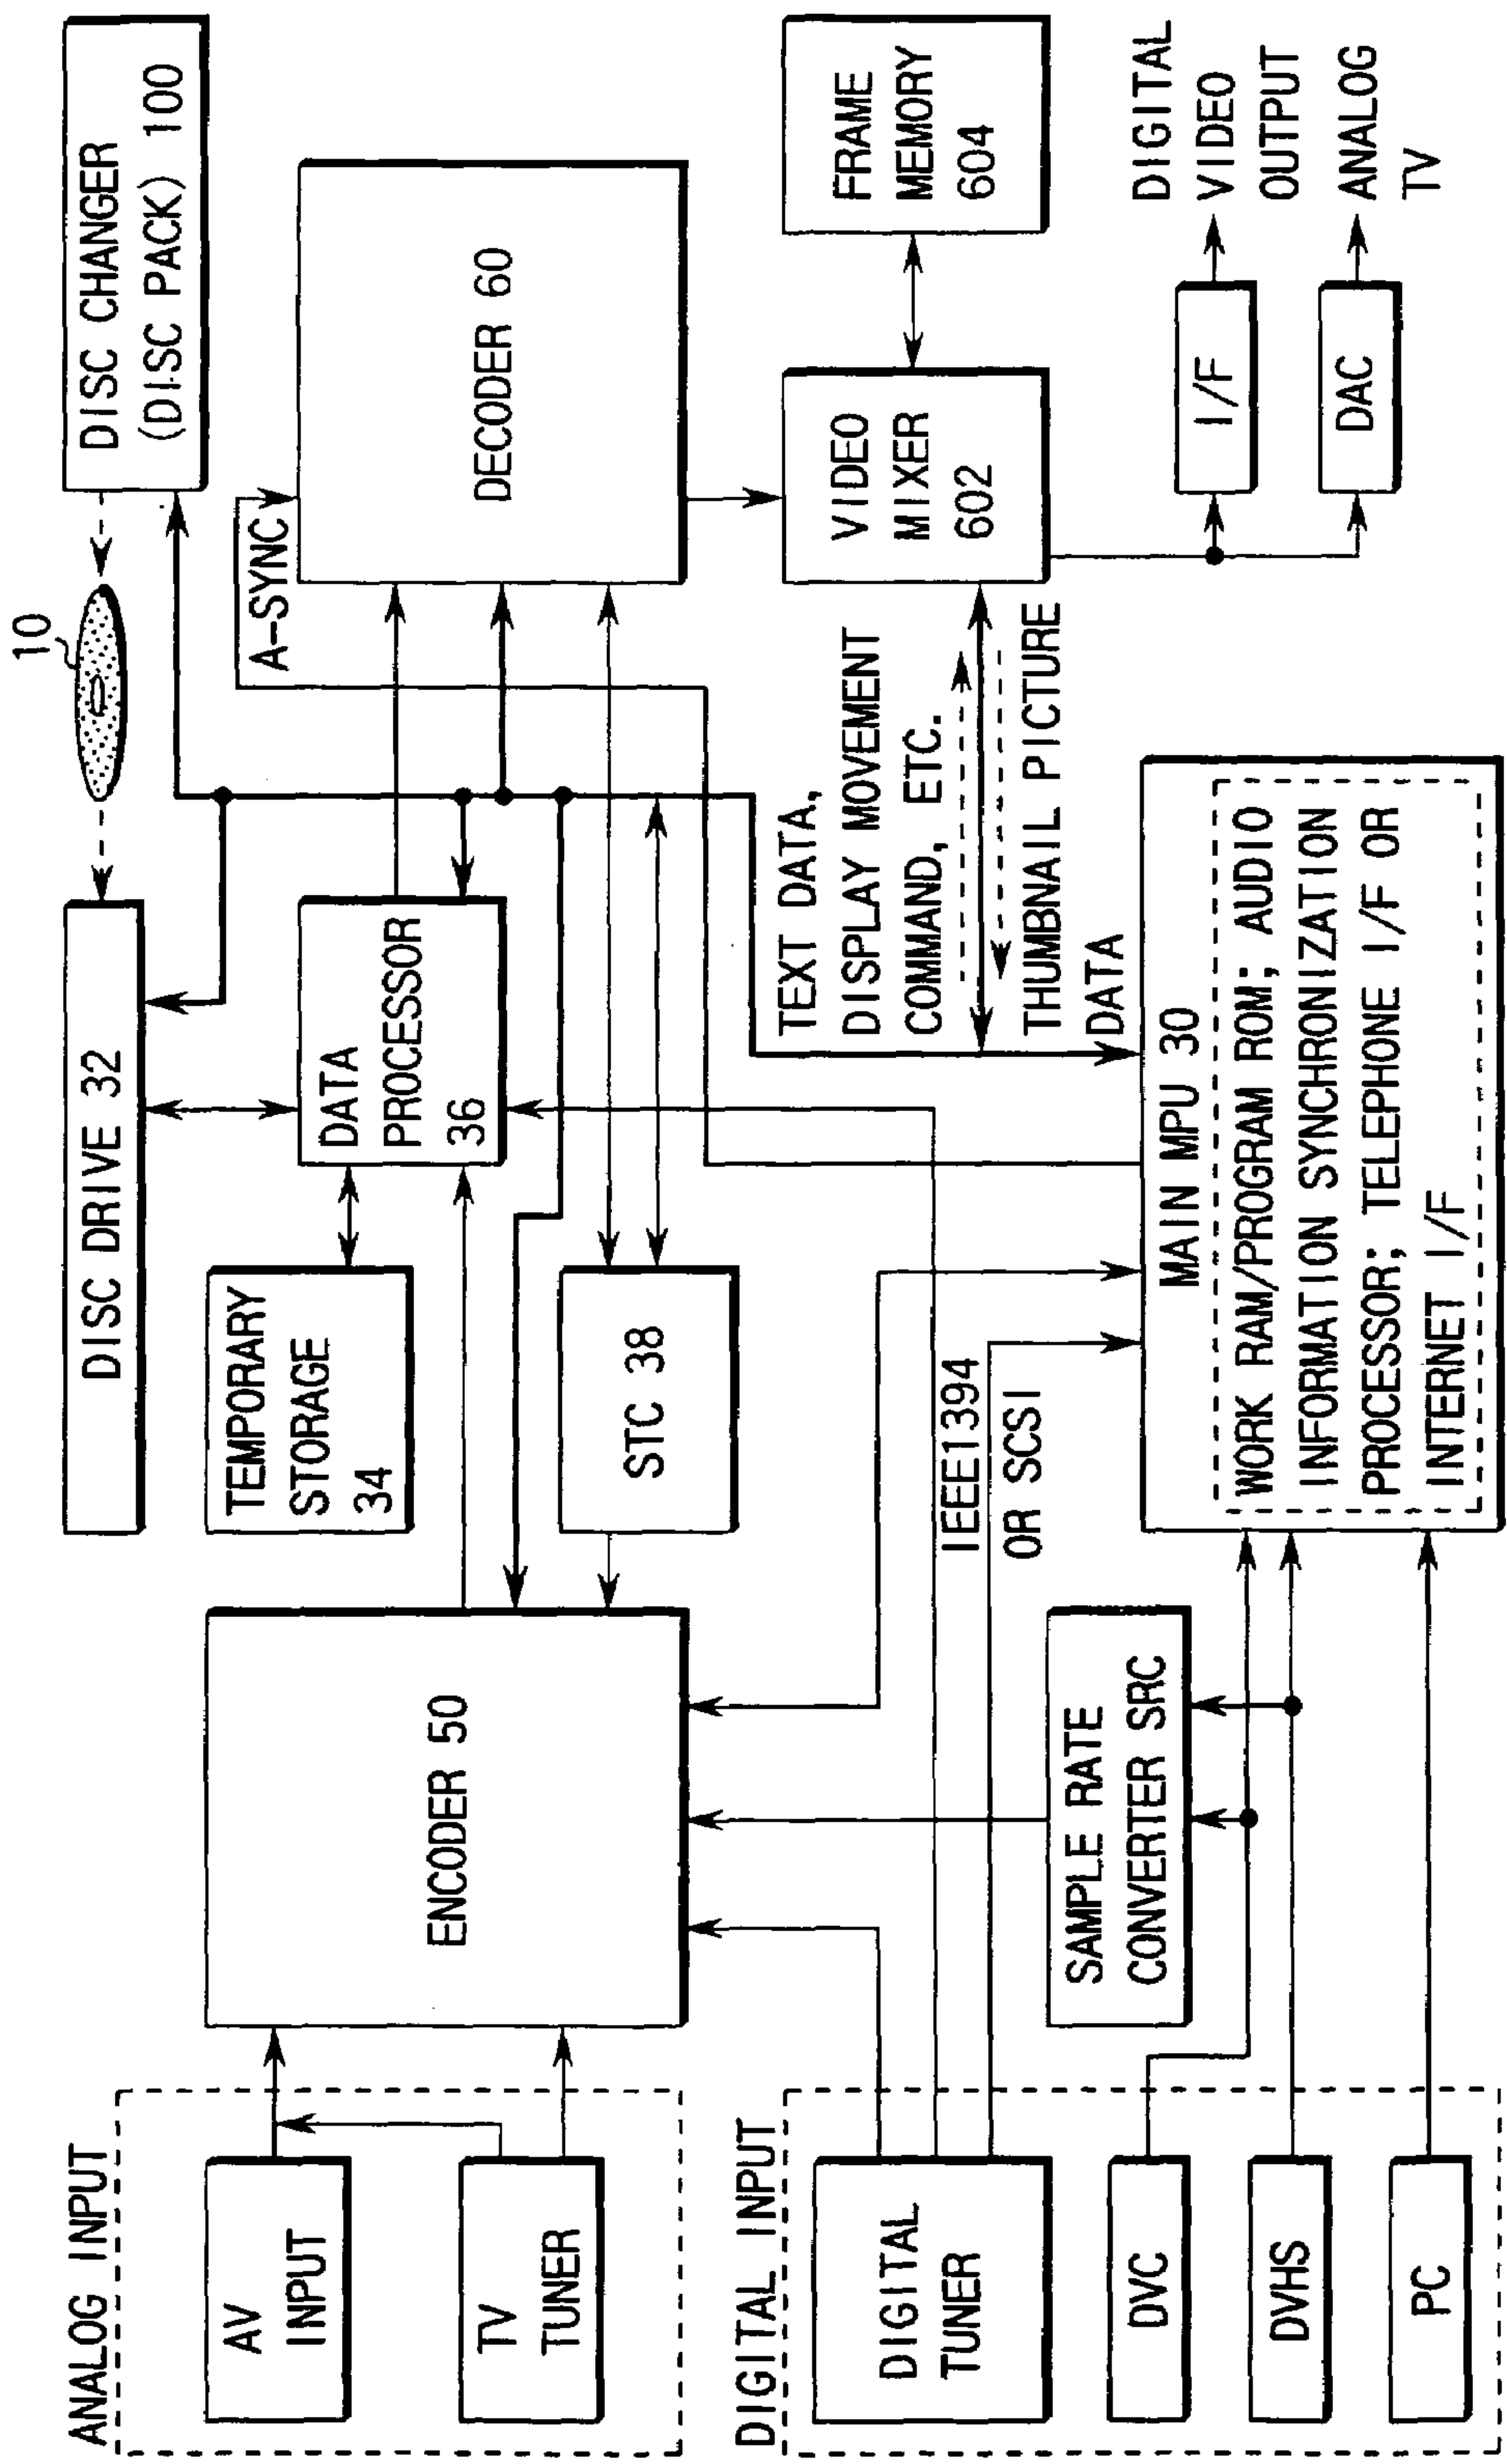 ANALOG INPUT
AV
INPUT
TV
TUNER
DIGITAL INPUT
DIGITAL
TUNER
DVC
DVHS
PC
ENCODER 50
SAMPLE RATE
CONVERTER SRC
IEEE1394
OR SCSI
DISC DRIVE 32
TEMPORARY
STORAGE
34
DATA
PROCESSOR
36
STC 38
MAIN MPU 30
WORK RAM/PROGRAM ROM; AUDIO
INFORMATION SYNCHRONIZATION
PROCESSOR; TELEPHONE I/F OR
INTERNET I/F
10
DISC CHANGER
(DISC PACK) 100
A-SYNC
DECODER 60
TEXT DATA,
DISPLAY MOVEMENT
COMMAND, ETC.
THUMBNAIL PICTURE
DATA
VIDEO
MIXER
602
FRAME
MEMORY
604
I/F
DAC
DIGITAL
VIDEO
OUTPUT
ANALOG
TV